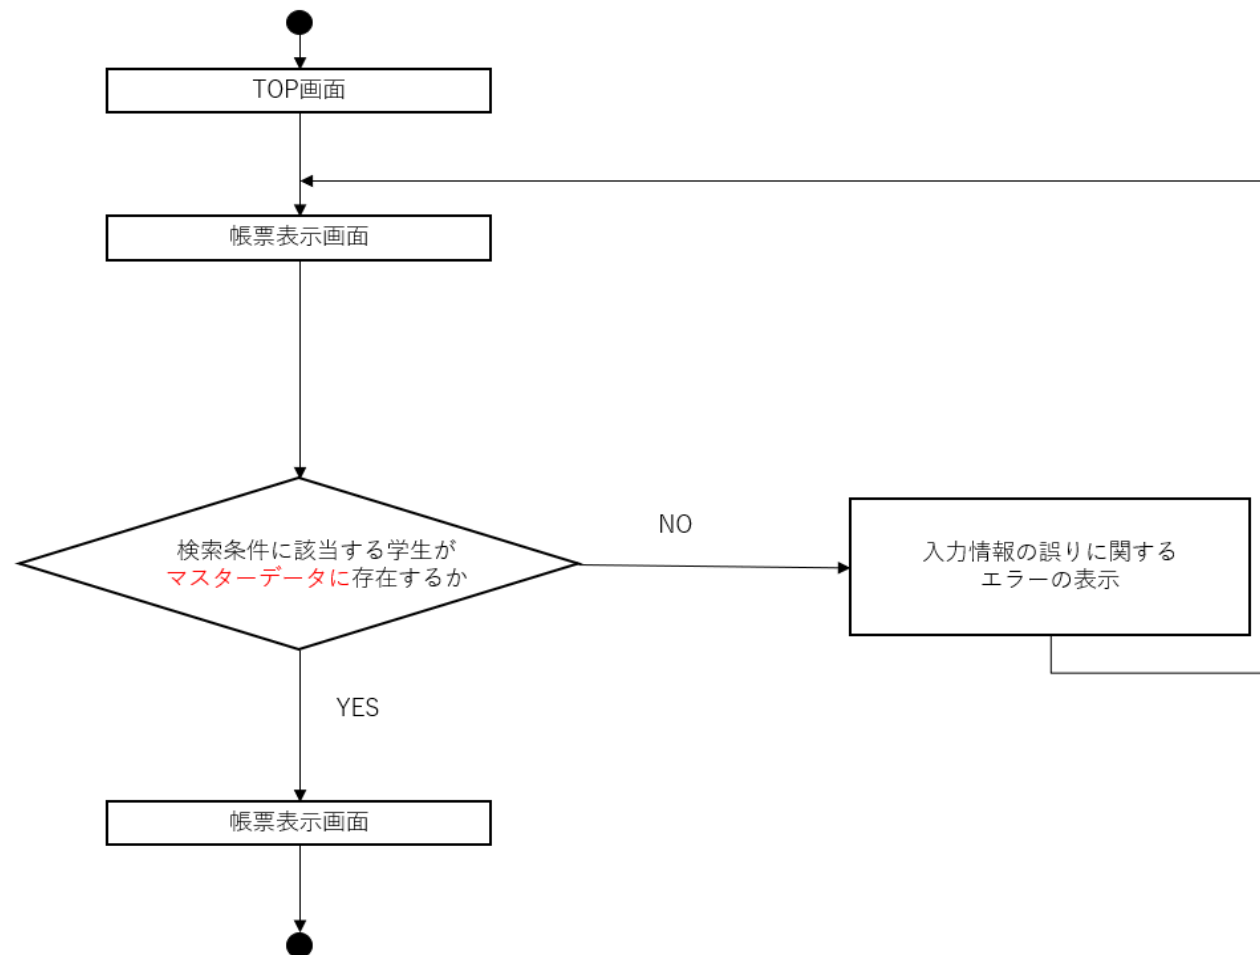 TOP画面
帳票表示画面
検索条件に該当する学生が
マスターデータに存在するか
NO
入力情報の誤りに関する
エラーの表示
YES
帳票表示画面